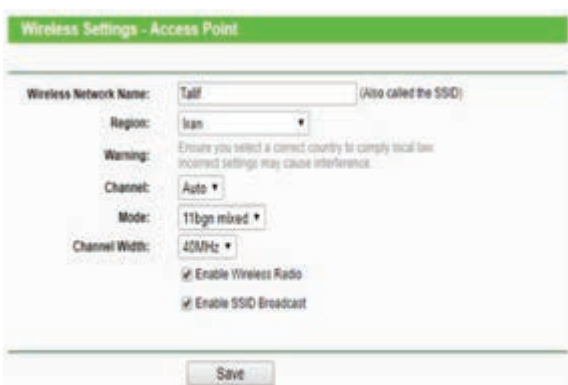 Wireless Settings - Access Point
Wireless Network Name: Talif (Also called the SSID)
Region: Iran
Warning: Ensure you select a correct country to comply local law.
Incorrect settings may cause interference.
Channel: Auto
Mode: 11bgn mixed
Channel Width: 40MHz
Enable Wireless Radio
Enable SSID Broadcast
Save